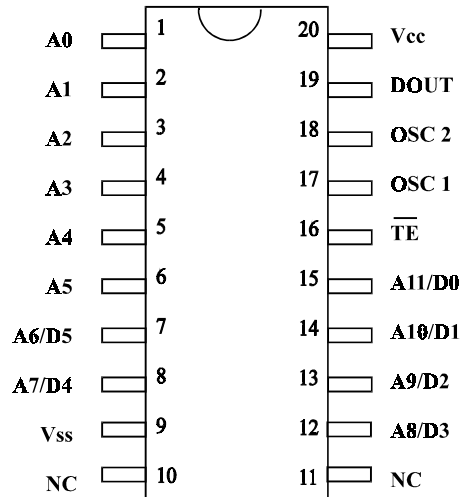 A0 1 20 Vcc
A1 2 19 DOUT
A2 3 18 OSC 2
A3 4 17 OSC 1
A4 5 16 TE
A5 6 15 A11/D0
A6/D5 7 14 A10/D1
A7/D4 8 13 A9/D2
Vss 9 12 A8/D3
NC 10 11 NC